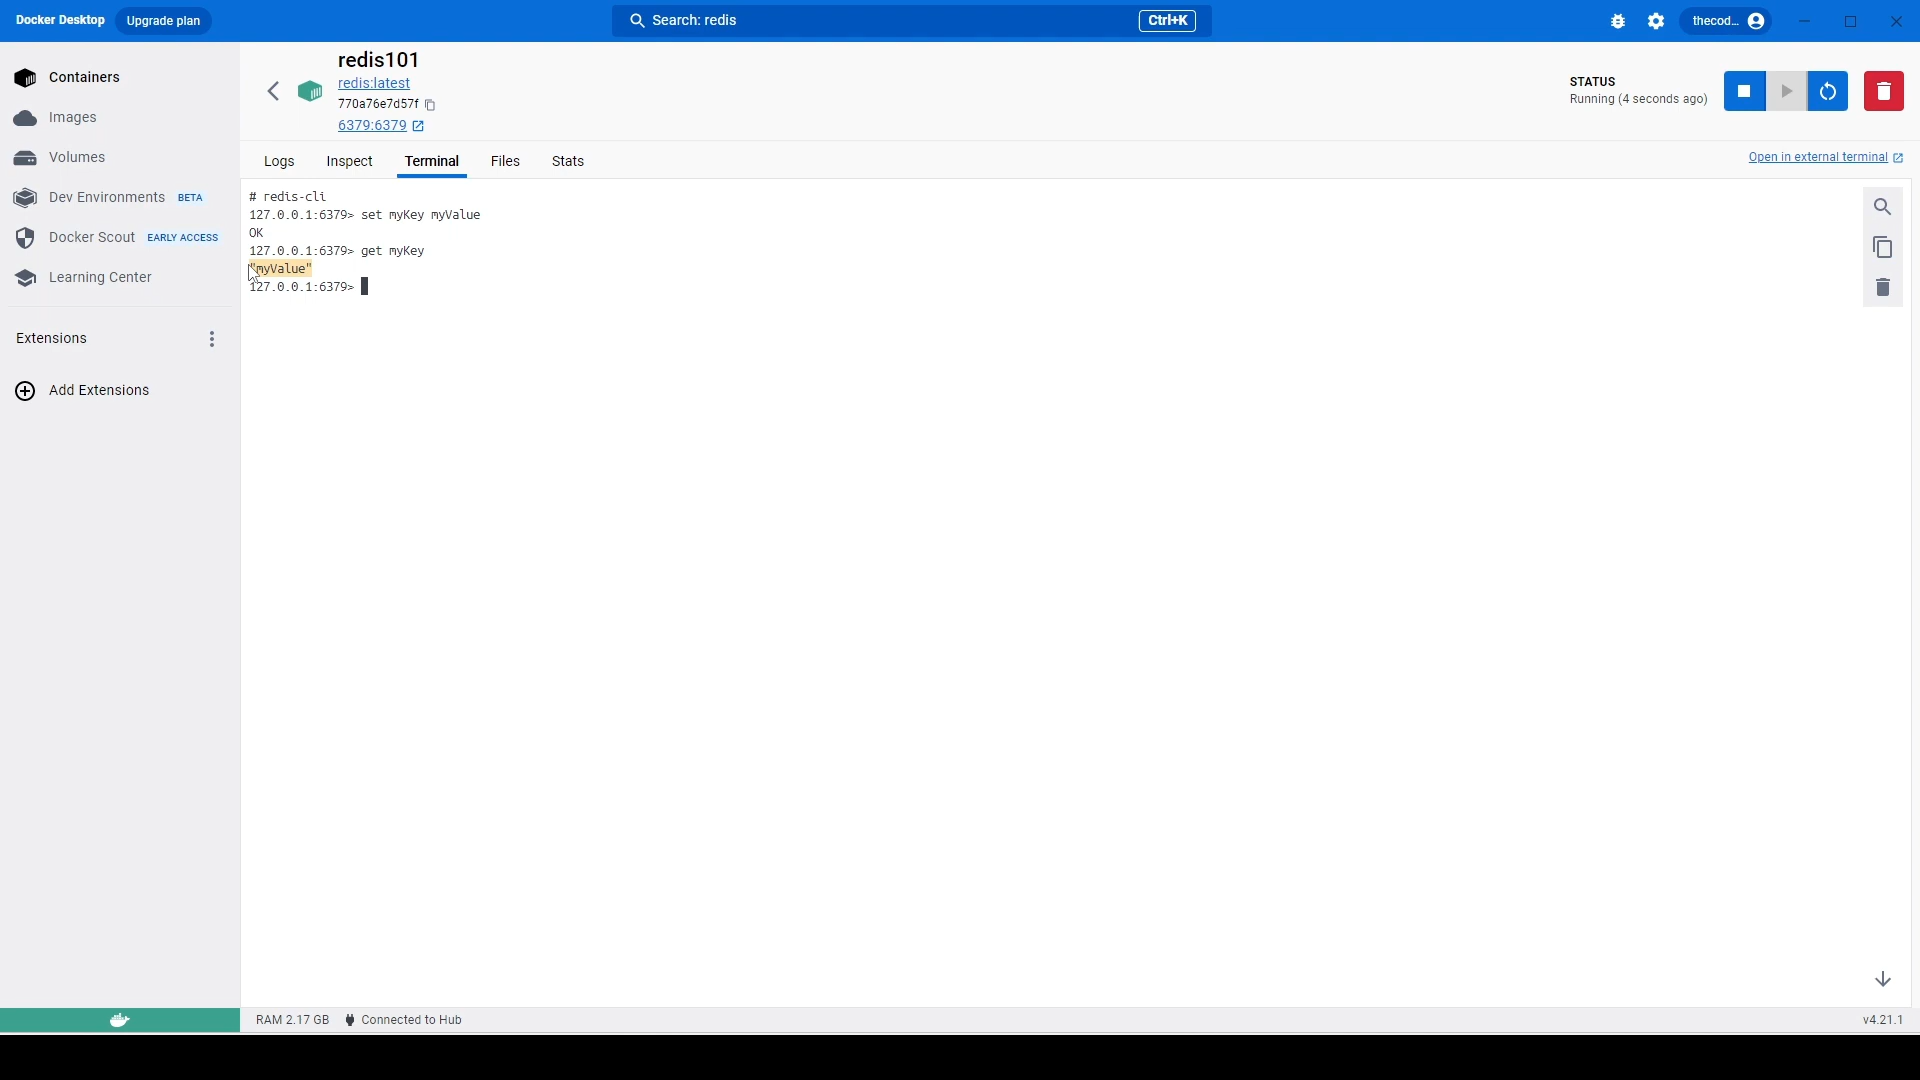 Docker Desktop
Upgrade plan
Search: redis
Ctrl+K
thecod...
Containers
Images
Volumes
Dev Environments BETA
Docker Scout EARLY ACCESS
Learning Center
Extensions
Add Extensions
redis101
redis:latest
770a76e7d57f
6379:6379
STATUS
Running (4 seconds ago)
Logs Inspect Terminal Files Stats
Open in external terminal
# redis-cli
127.0.0.1:6379> set myKey myValue
OK
127.0.0.1:6379> get myKey
"myValue"
127.0.0.1:6379>
RAM 2.17 GB Connected to Hub
v4.21.1